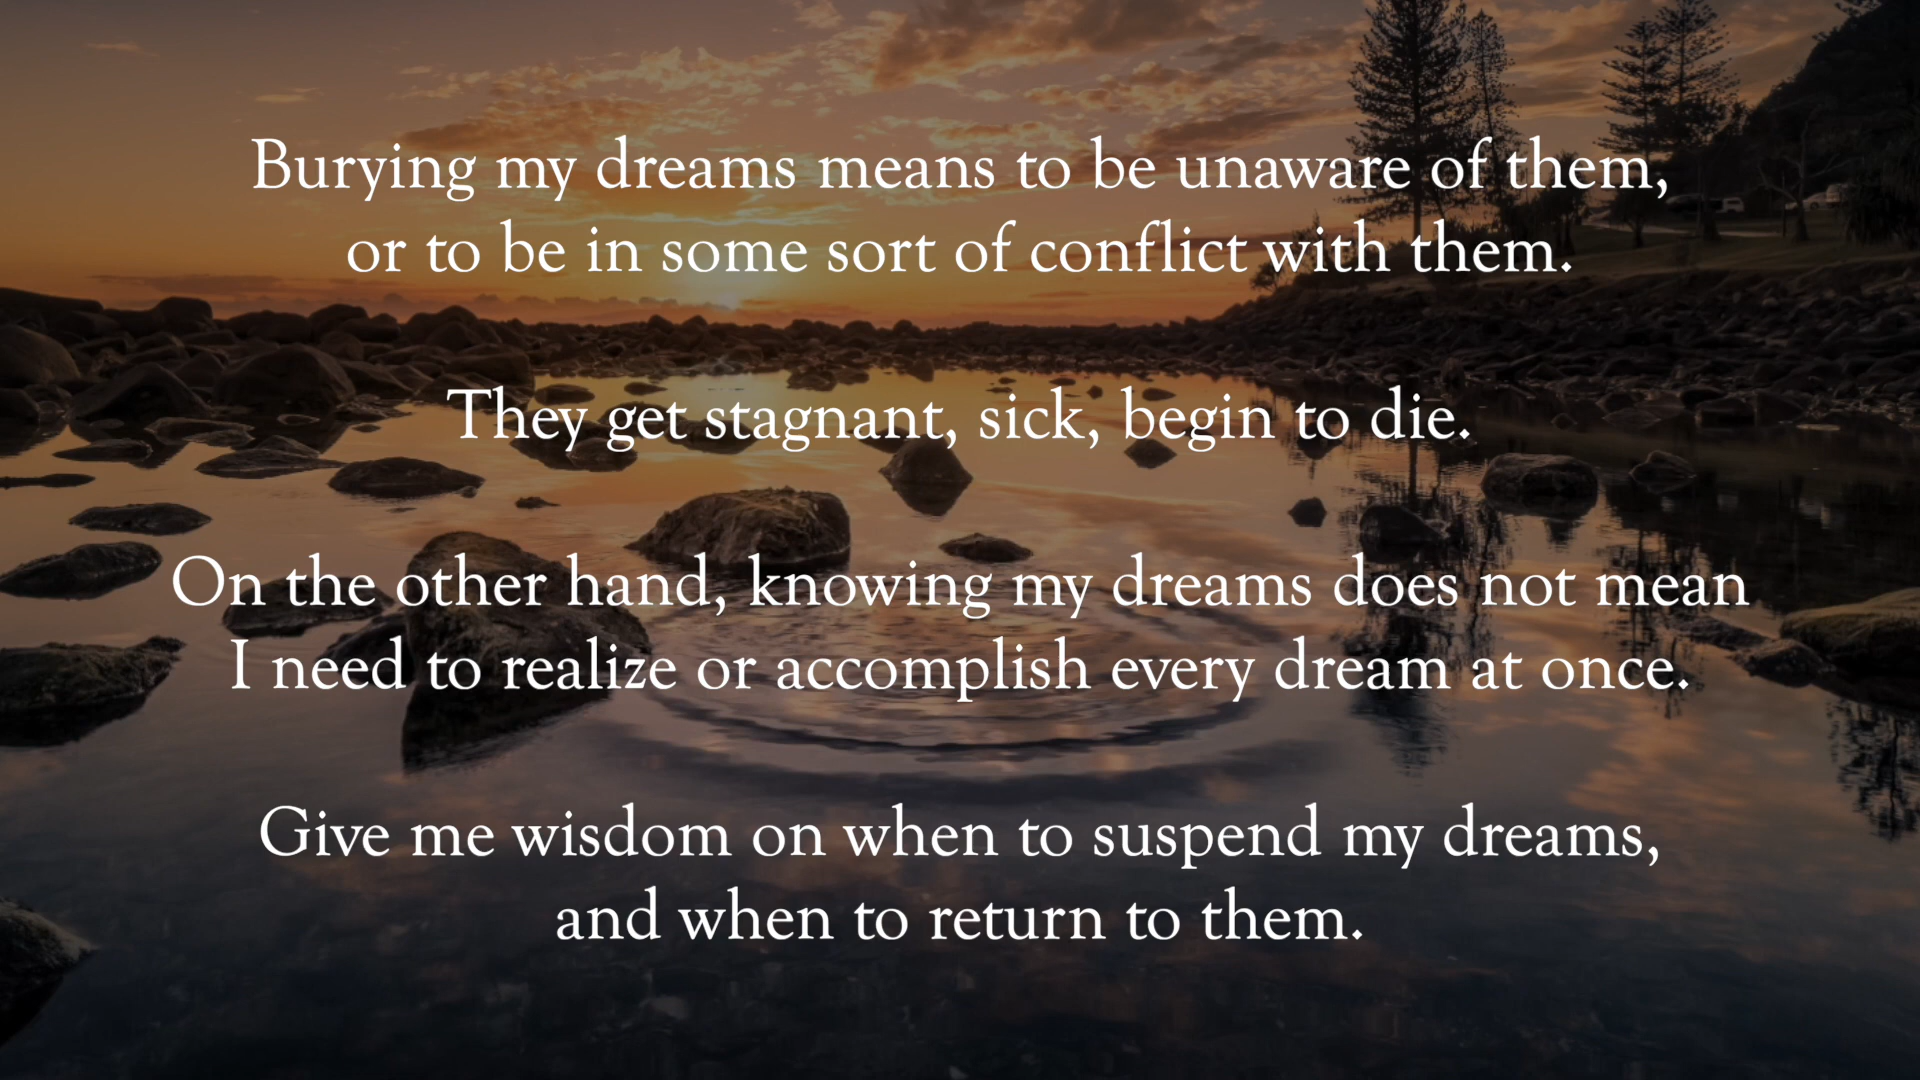 Burying my dreams means to be unaware of them,
or to be in some sort of conflict with them.
They get stagnant, sick, begin to die.
On the other hand, knowing my dreams does not mean
I need to realize or accomplish every dream at once.
Give me wisdom on when to suspend my dreams,
and when to return to them.